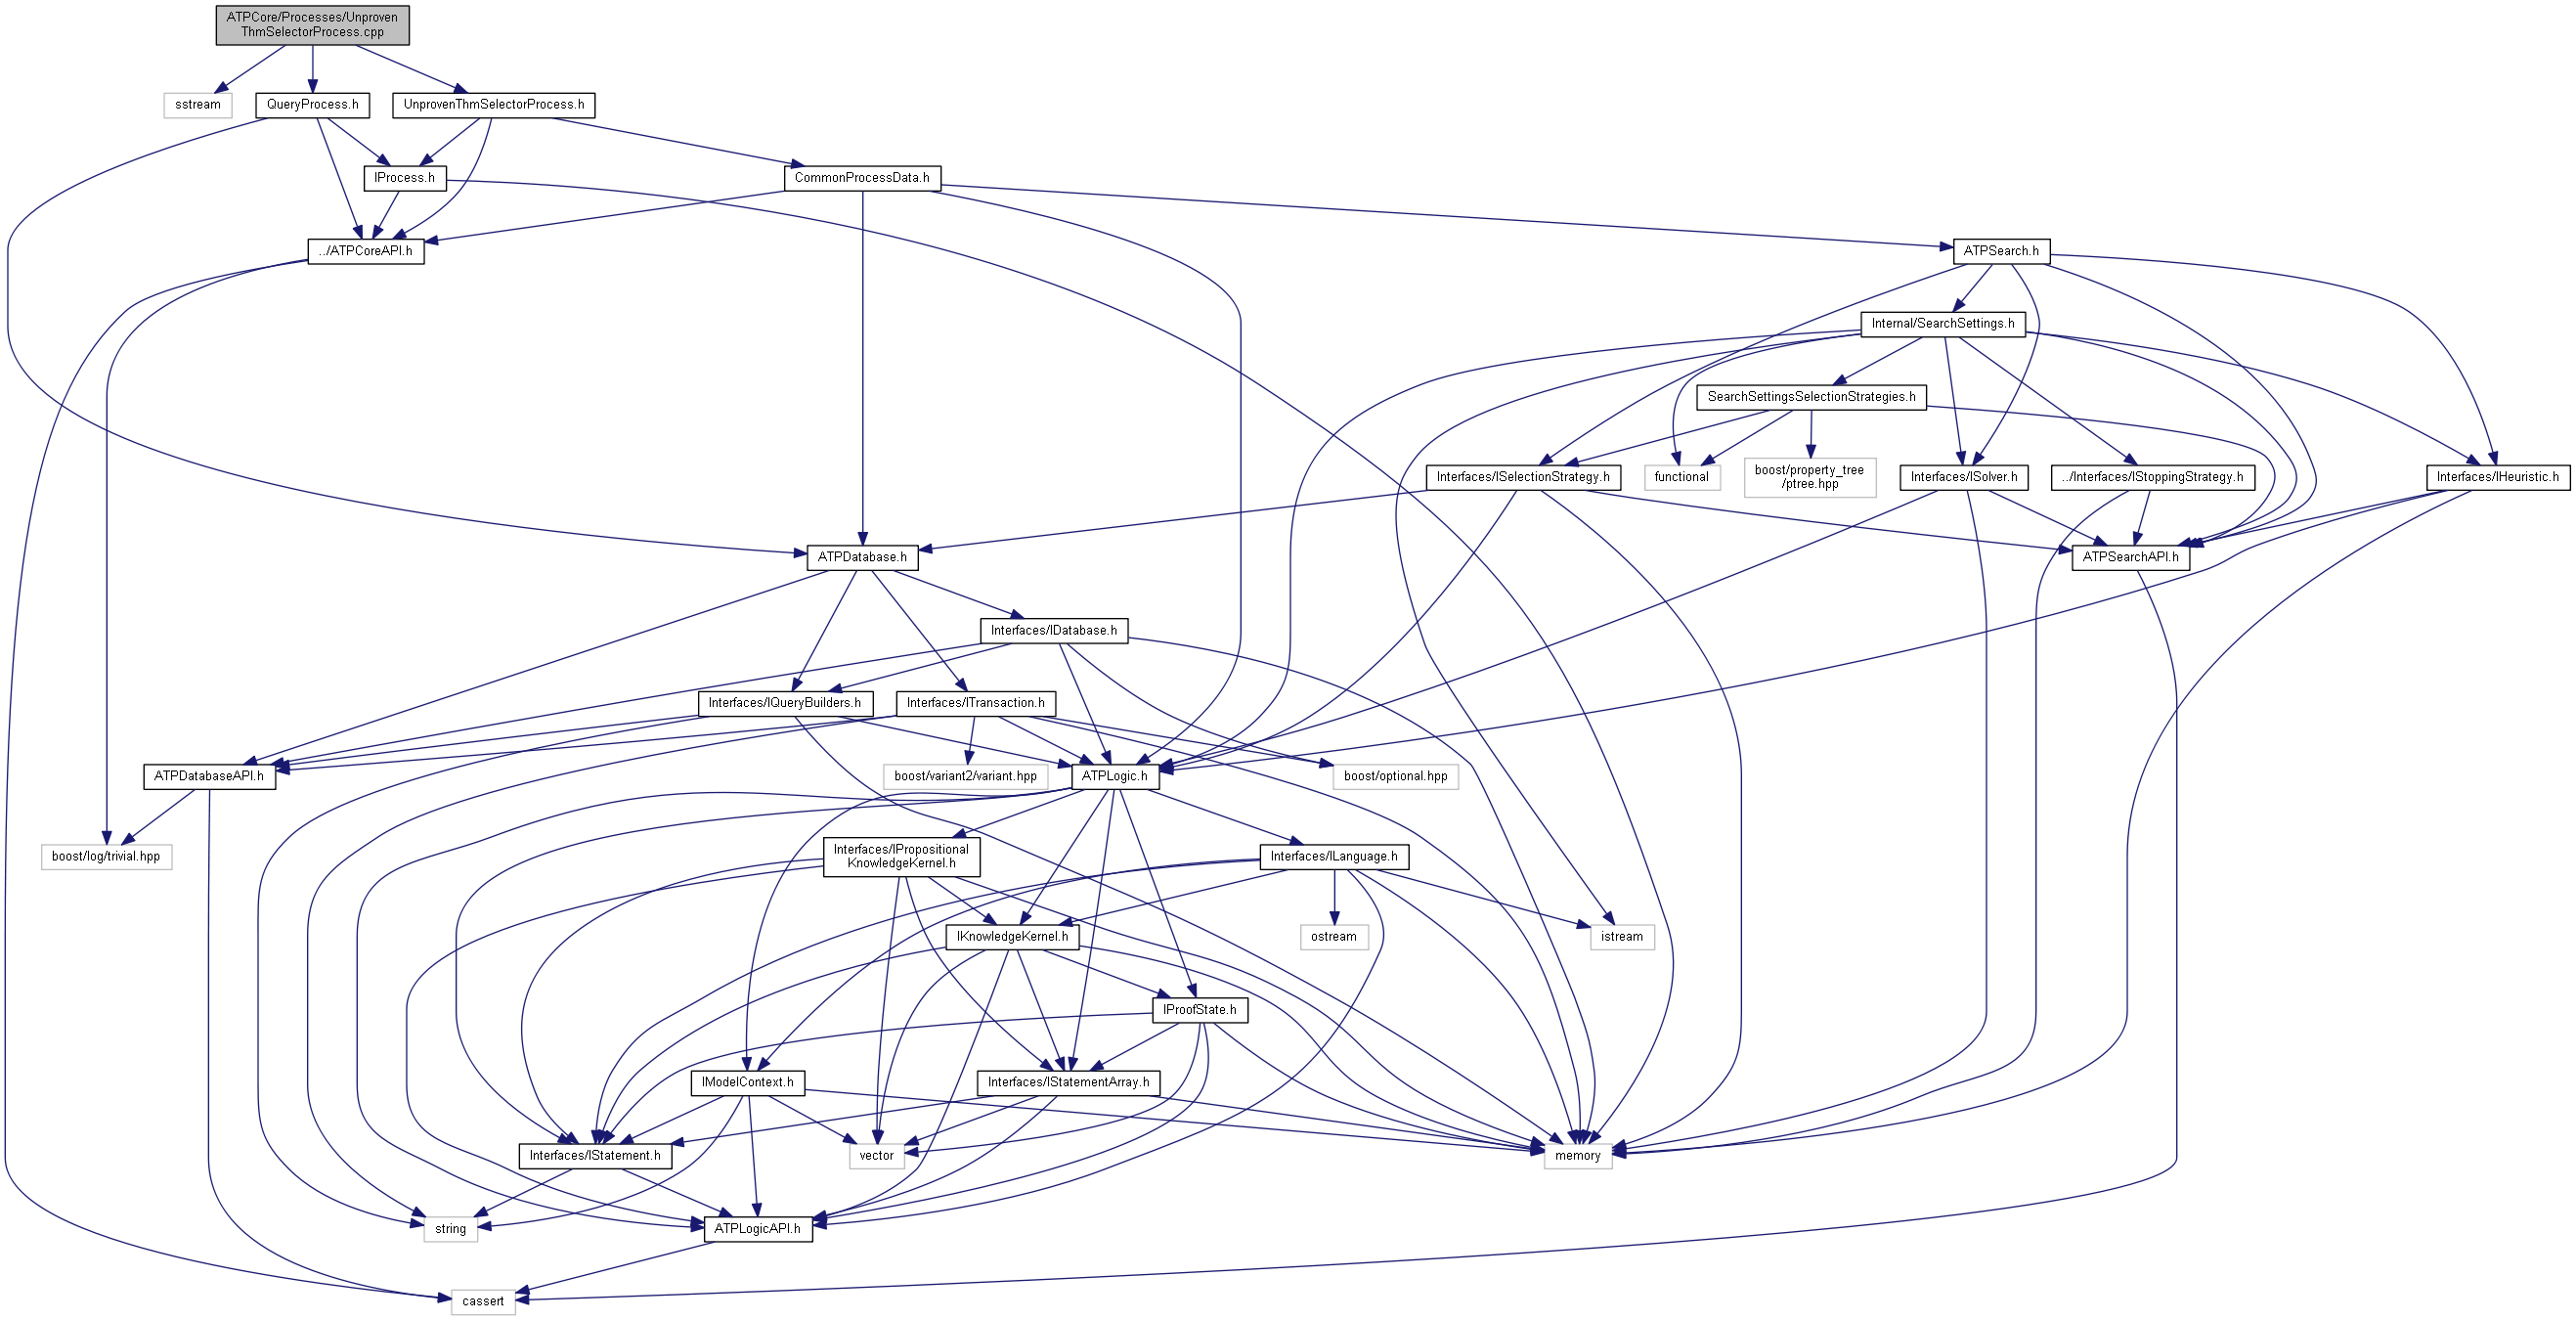 ATPCore/Processes/Unproven
ThmSelectorProcess.cpp
sstream
QueryProcess.h
UnprovenThmSelectorProcess.h
IProcess.h
CommonProcessData.h
../ATPCoreAPI.h
ATPSearch.h
Internal/SearchSettings.h
SearchSettingsSelectionStrategies.h
Interfaces/ISelectionStrategy.h
functional
boost/property_tree
/ptree.hpp
Interfaces/ISolver.h
../Interfaces/IStoppingStrategy.h
Interfaces/IHeuristic.h
ATPDatabase.h
ATPSearchAPI.h
Interfaces/IDatabase.h
Interfaces/IQueryBuilders.h
Interfaces/ITransaction.h
ATPDatabaseAPI.h
boost/variant2/variant.hpp
ATPLogic.h
boost/optional.hpp
boost/log/trivial.hpp
Interfaces/IPropositional
KnowledgeKernel.h
Interfaces/ILanguage.h
IKnowledgeKernel.h
ostream
istream
IProofState.h
IModelContext.h
Interfaces/IStatementArray.h
Interfaces/IStatement.h
vector
memory
string
ATPLogicAPI.h
cassert